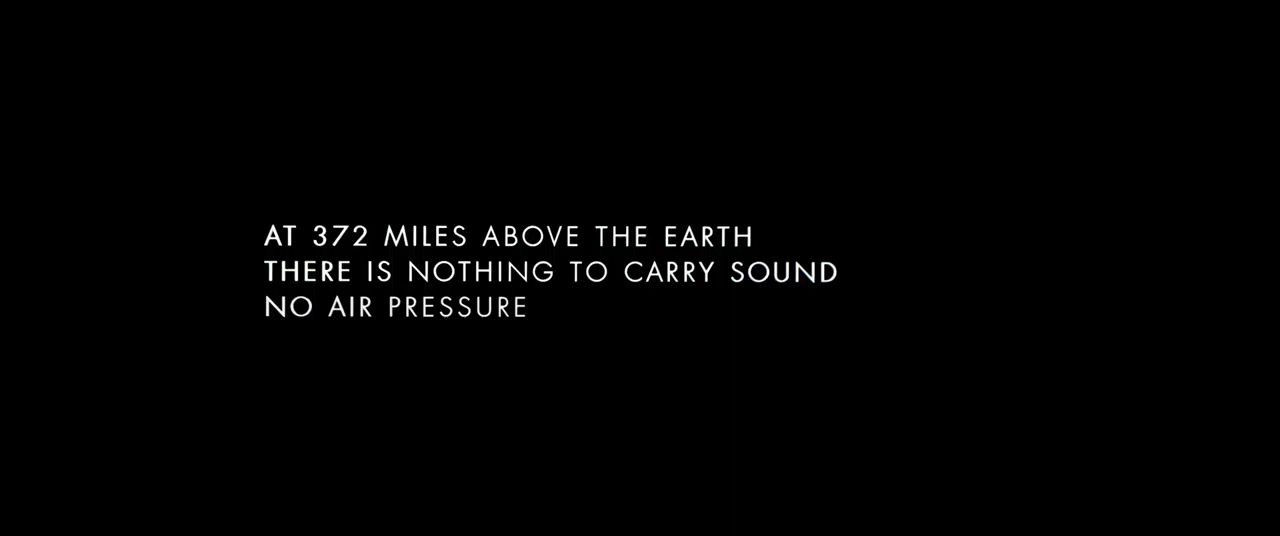 AT 372 MILES ABOVE THE EARTH
THERE IS NOTHING TO CARRY SOUND
NO AIR PRESSURE